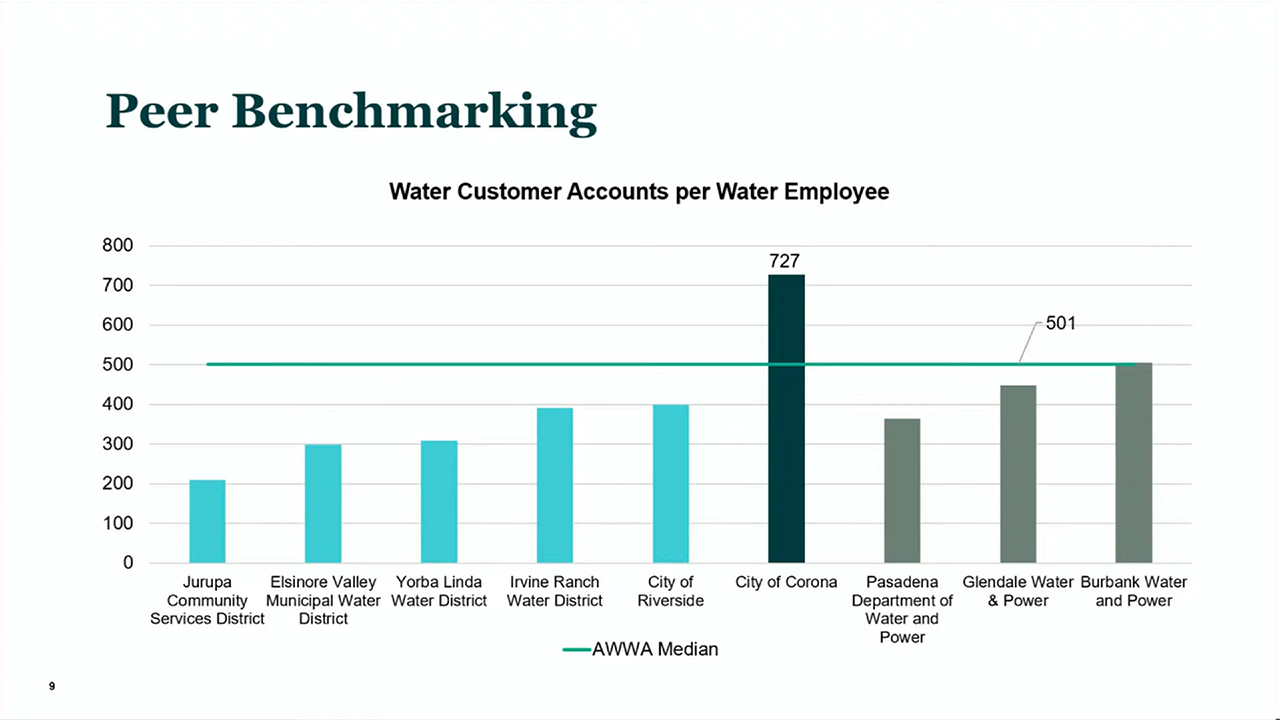 Peer Benchmarking
Water Customer Accounts per Water Employee
800
700
600
500
400
300
200
100
0
727
501
Jurupa
Community
Services District
Elsinore Valley
Municipal Water
District
Yorba Linda
Water District
Irvine Ranch
Water District
City of
Riverside
City of Corona
Pasadena
Department of
Water and
Power
Glendale Water
& Power
Burbank Water
and Power
AWWA Median
9